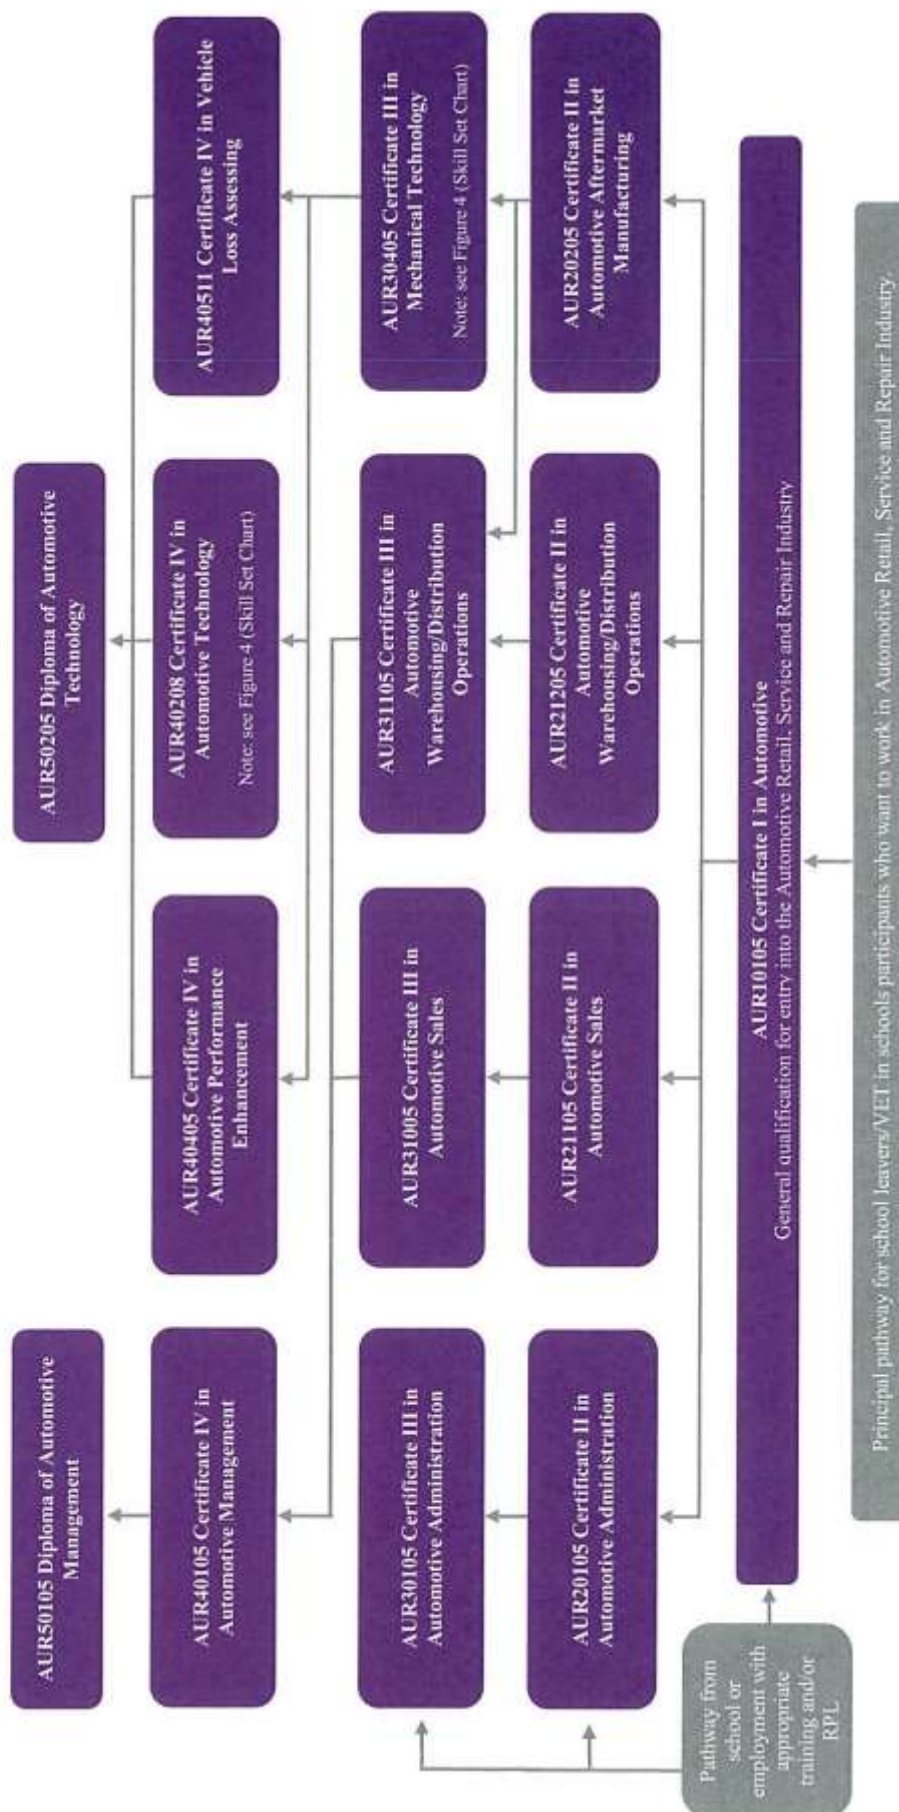 AUR50105 Diploma of Automotive
Management
AUR50205 Diploma of Automotive
Technology
AUR40105 Certificate IV in
Automotive Management
AUR40405 Certificate IV in
Automotive Performance
Enhancement
AUR40208 Certificate IV in
Automotive Technology
Note: see Figure 4 (Skill Set Chart)
AUR40511 Certificate IV in Vehicle
Loss Assessing
AUR30105 Certificate III in
Automotive Administration
AUR31005 Certificate III in
Automotive Sales
AUR31105 Certificate III in
Automotive
Warehousing/Distribution
Operations
AUR30405 Certificate III in
Mechanical Technology
Note: see Figure 4 (Skill Set Chart)
AUR20105 Certificate II in
Automotive Administration
AUR21105 Certificate II in
Automotive Sales
AUR21205 Certificate II in
Automotive
Warehousing/Distribution
Operations
AUR20205 Certificate II in
Automotive Aftermarket
Manufacturing
Pathway from
school or
employment with
appropriate
training and/or
RPL
AUR10105 Certificate I in Automotive
General qualification for entry into the Automotive Retail, Service and Repair Industry
Principal pathway for school leavers/VET in schools participants who want to work in Automotive Retail, Service and Repair Industry.